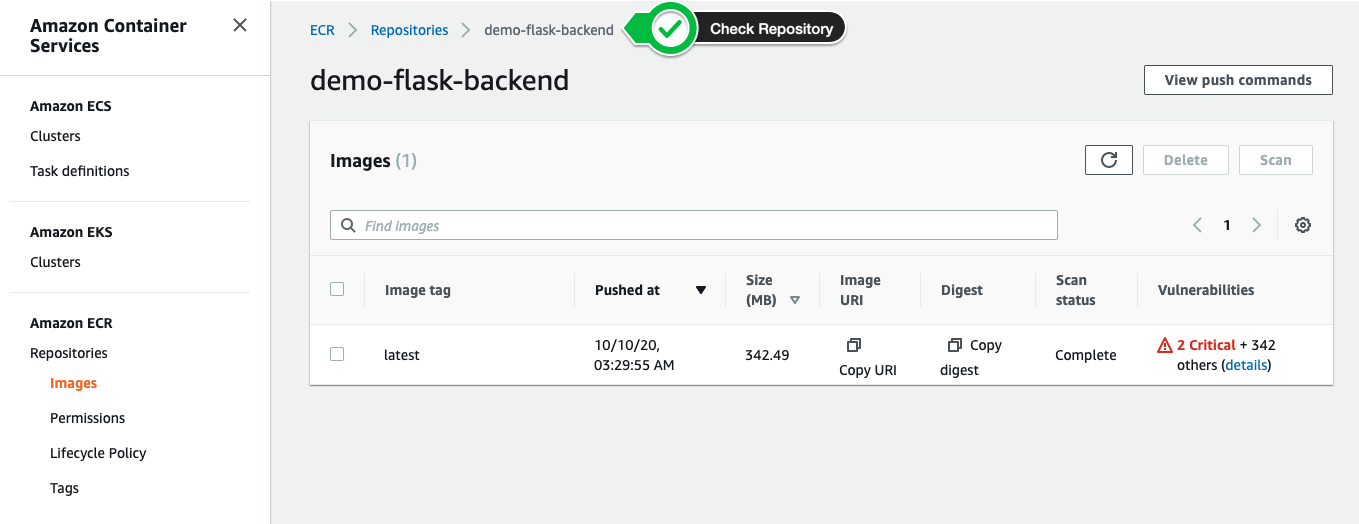 Amazon Container
Services
Amazon ECS
Clusters
Task definitions
Amazon EKS
Clusters
Amazon ECR
Repositories
Images
Permissions
Lifecycle Policy
Tags
ECR Repositories demo-flask-backend Check Repository
demo-flask-backend
View push commands
Images (1)
Delete
Scan
Find images
1
Image tag
Pushed at
Size
(MB)
Image
URI
Digest
Scan
status
Vulnerabilities
latest
10/10/20,
03:29:55 AM
342.49
Copy URI
Copy
digest
Complete
2 Critical + 342
others (details)